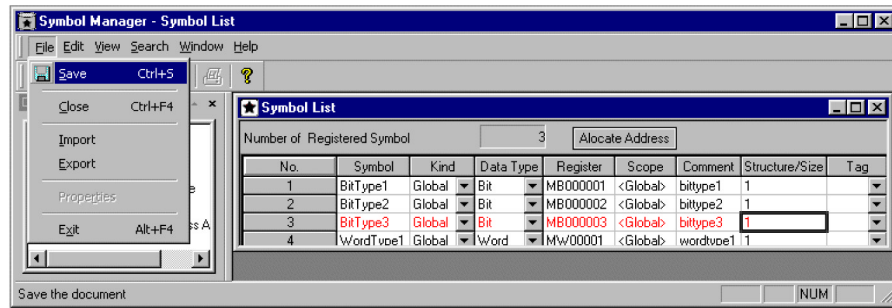 Symbol Manager - Symbol List
File Edit View Search Window Help
Save Ctrl+S
Close Ctrl+F4
Import
Export
Properties
Exit Alt+F4
ss A
Symbol List
Number of Registered Symbol 3 Alocate Address
No. Symbol Kind Data Type Register Scope Comment Structure/Size Tag
1 BitType1 Global Bit MB000001 <Global> bittype1 1
2 BitType2 Global Bit MB000002 <Global> bittype2 1
3 BitType3 Global Bit MB000003 <Global> bittype3 1
4 WordType1 Global Word MW00001 <Global> wordtype1 1
Save the document NUM